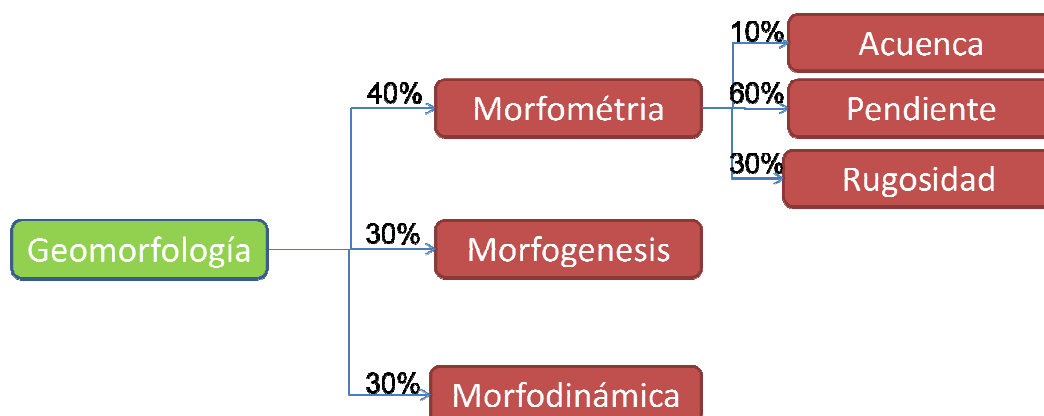 10%
Acuenca
40%
Morfométria
60%
Pendiente
30%
Rugosidad
Geomorfología
30%
Morfogenesis
30%
Morfodinámica